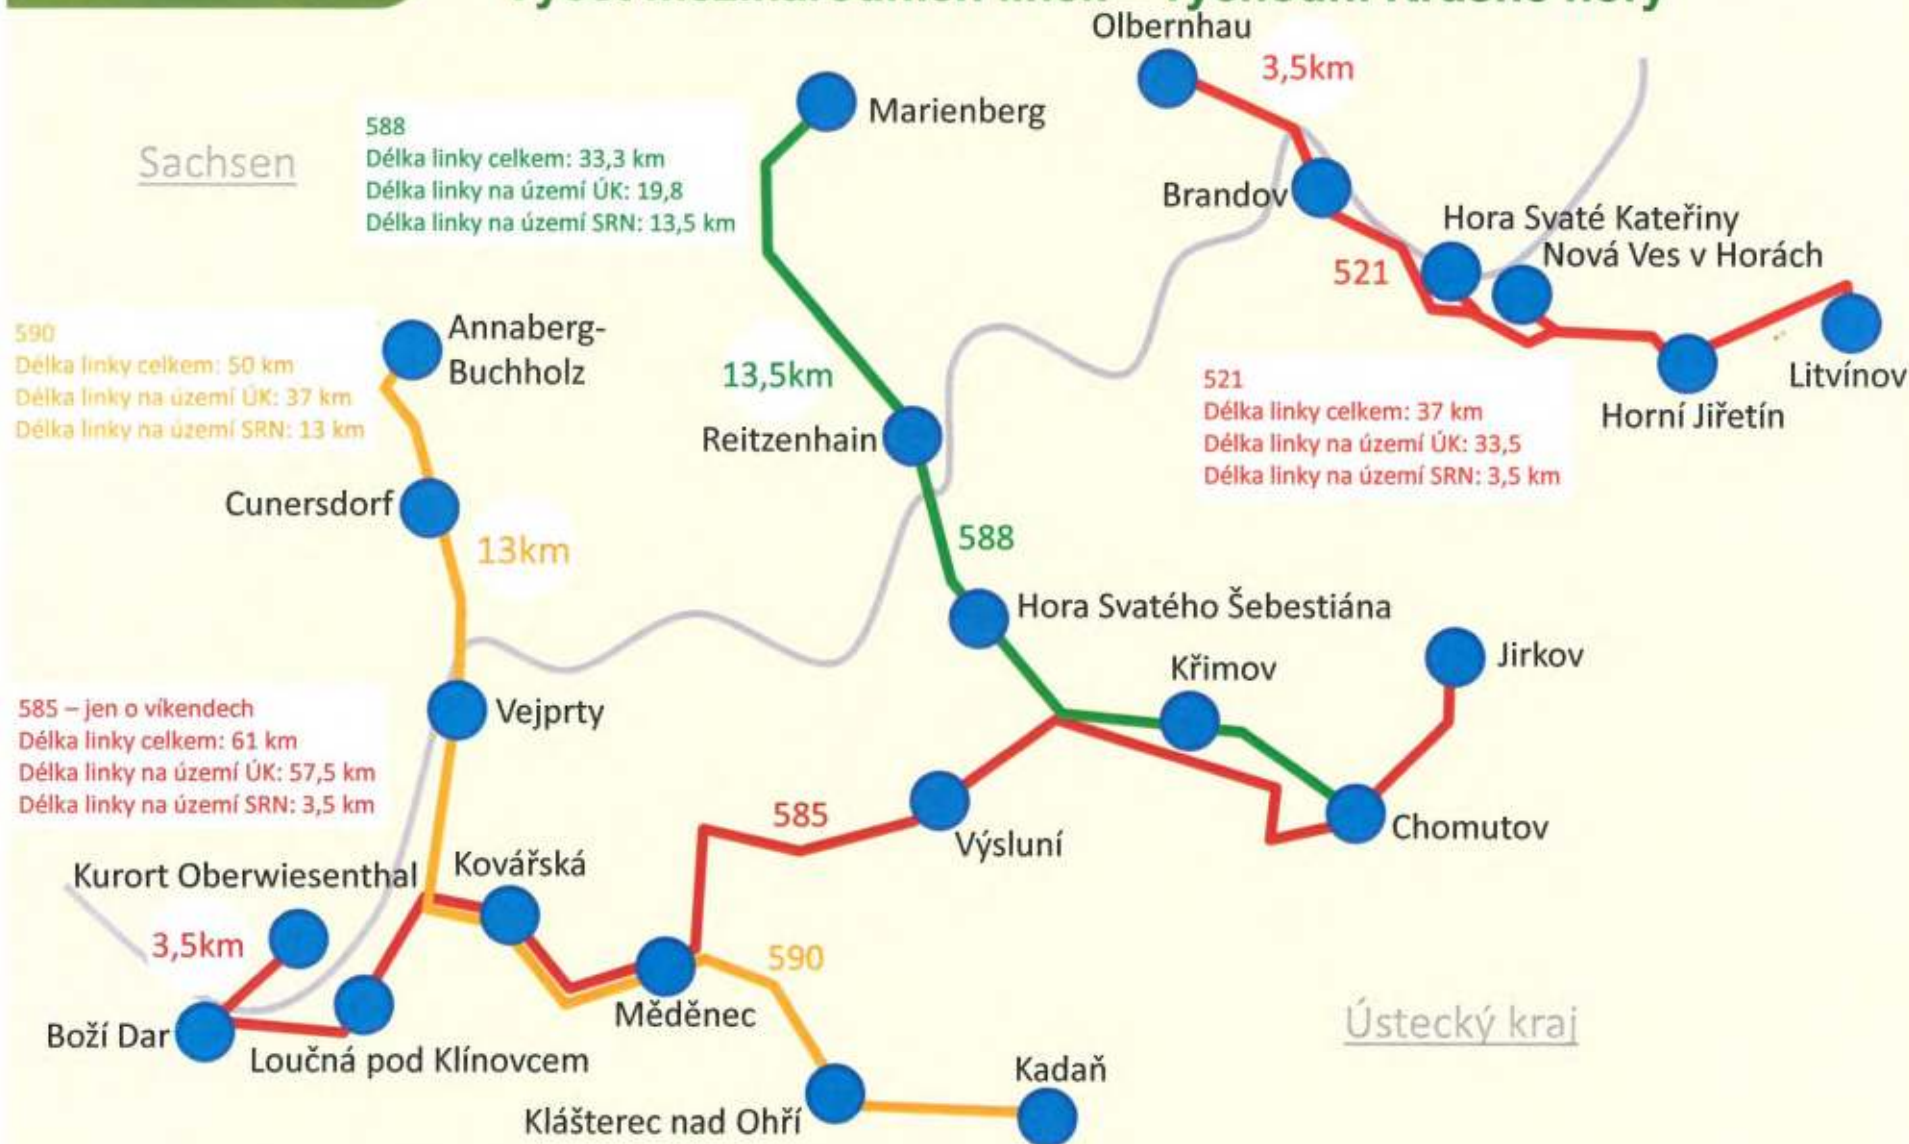 Olbernhau
3,5km
Marienberg
588
Délka linky celkem: 33,3 km
Délka linky na území ÚK: 19,8
Délka linky na území SRN: 13,5 km
Sachsen
Brandov
Hora Svaté Kateřiny
Nová Ves v Horách
521
590
Délka linky celkem: 50 km
Délka linky na území ÚK: 37 km
Délka linky na území SRN: 13 km
Annaberg-
Buchholz
13,5km
Litvínov
521
Délka linky celkem: 37 km
Délka linky na území ÚK: 33,5
Délka linky na území SRN: 3,5 km
Horní Jiřetín
Reitzenhain
Cunersdorf
13km
588
Hora Svatého Šebestiána
Křimov
Jirkov
Vejprty
585 – jen o víkendech
Délka linky celkem: 61 km
Délka linky na území ÚK: 57,5 km
Délka linky na území SRN: 3,5 km
585
Výsluní
Chomutov
Kurort Oberwiesenthal
Kovářská
3,5km
590
Měděnec
Ústecký kraj
Boží Dar
Loučná pod Klínovcem
Kadaň
Klášterec nad Ohří